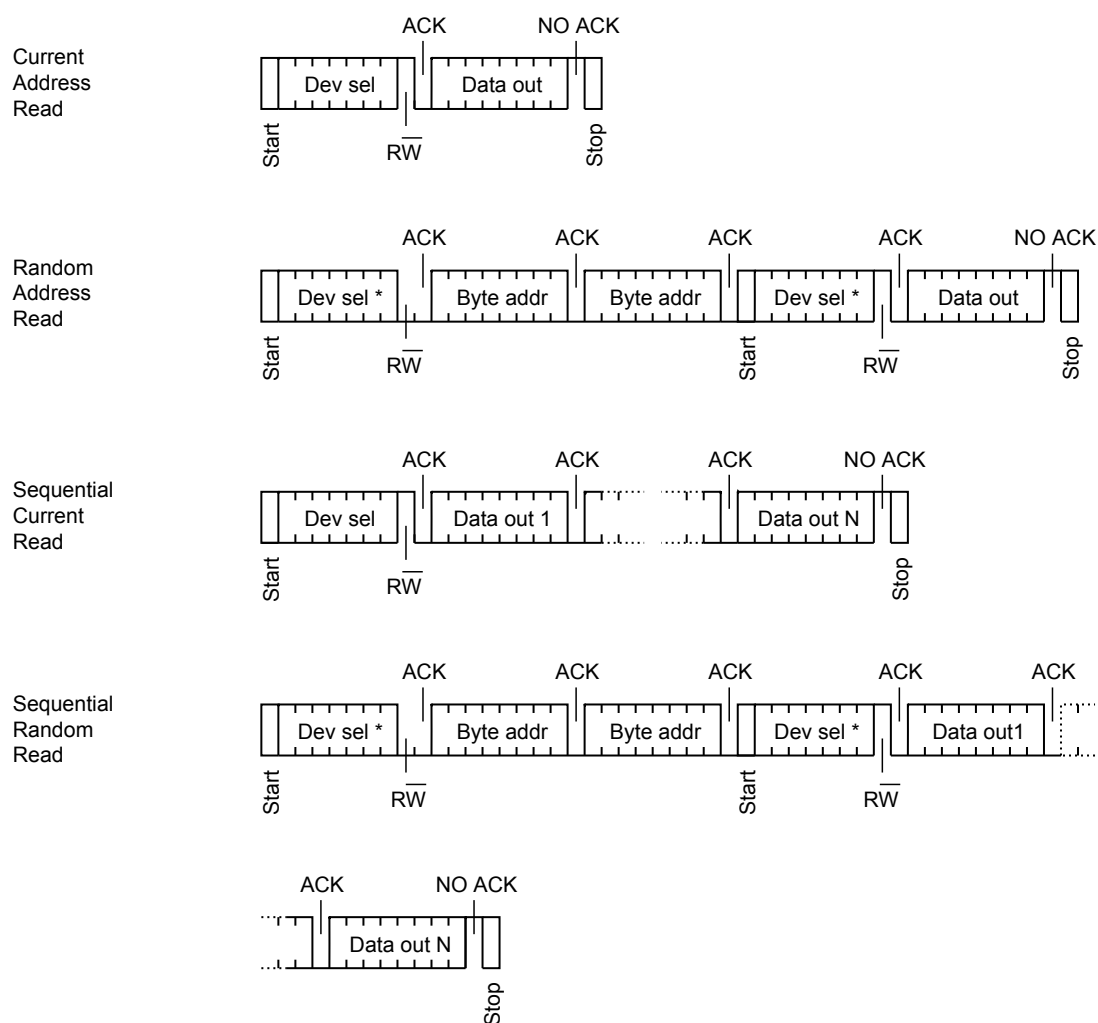 ACK NO ACK
Current
Address
Read
Dev sel Data out
Start RW Stop
ACK ACK ACK ACK NO ACK
Random
Address
Read
Dev sel * Byte addr Byte addr Dev sel * Data out
Start RW Start RW Stop
ACK ACK ACK NO ACK
Sequential
Current
Read
Dev sel Data out 1 Data out N
Start RW Stop
ACK ACK ACK ACK ACK
Sequential
Random
Read
Dev sel * Byte addr Byte addr Dev sel * Data out1
Start RW Start RW
ACK NO ACK
Data out N
Stop